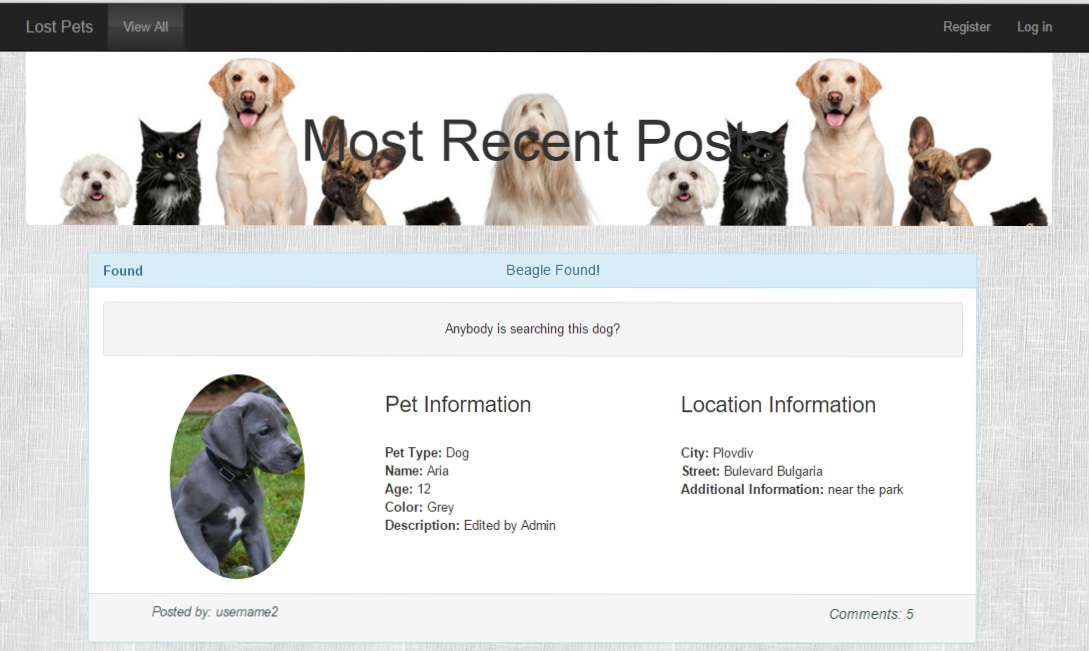 Lost Pets View All Register Log in
Most Recent Posts
Found Beagle Found!
Anybody is searching this dog?
Pet Information
Pet Type: Dog
Name: Aria
Age: 12
Color: Grey
Description: Edited by Admin
Location Information
City: Plovdiv
Street: Bulevard Bulgaria
Additional Information: near the park
Posted by: username2 Comments: 5